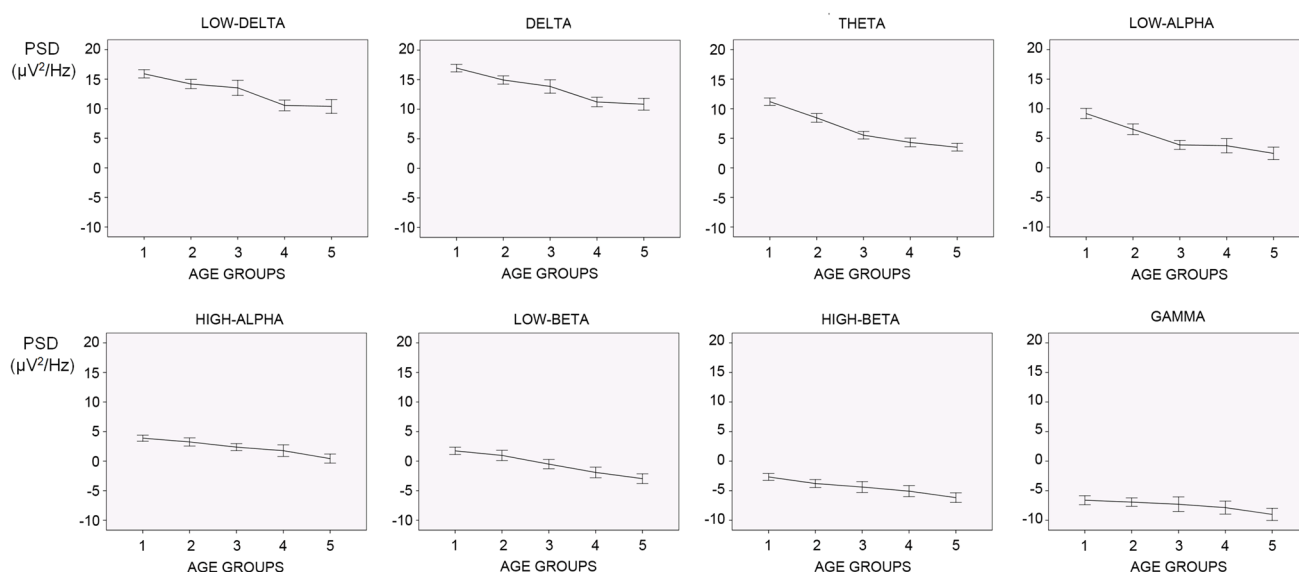 LOW-DELTA DELTA THETA LOW-ALPHA
PSD
(µV²/Hz)
20 20 20 20
15 15 15 15
10 10 10 10
5 5 5 5
0 0 0 0
-5 -5 -5 -5
-10 -10 -10 -10
1 2 3 4 5 1 2 3 4 5 1 2 3 4 5 1 2 3 4 5
AGE GROUPS AGE GROUPS AGE GROUPS AGE GROUPS
HIGH-ALPHA LOW-BETA HIGH-BETA GAMMA
PSD
(µV²/Hz)
20 20 20 20
15 15 15 15
10 10 10 10
5 5 5 5
0 0 0 0
-5 -5 -5 -5
-10 -10 -10 -10
1 2 3 4 5 1 2 3 4 5 1 2 3 4 5 1 2 3 4 5
AGE GROUPS AGE GROUPS AGE GROUPS AGE GROUPS